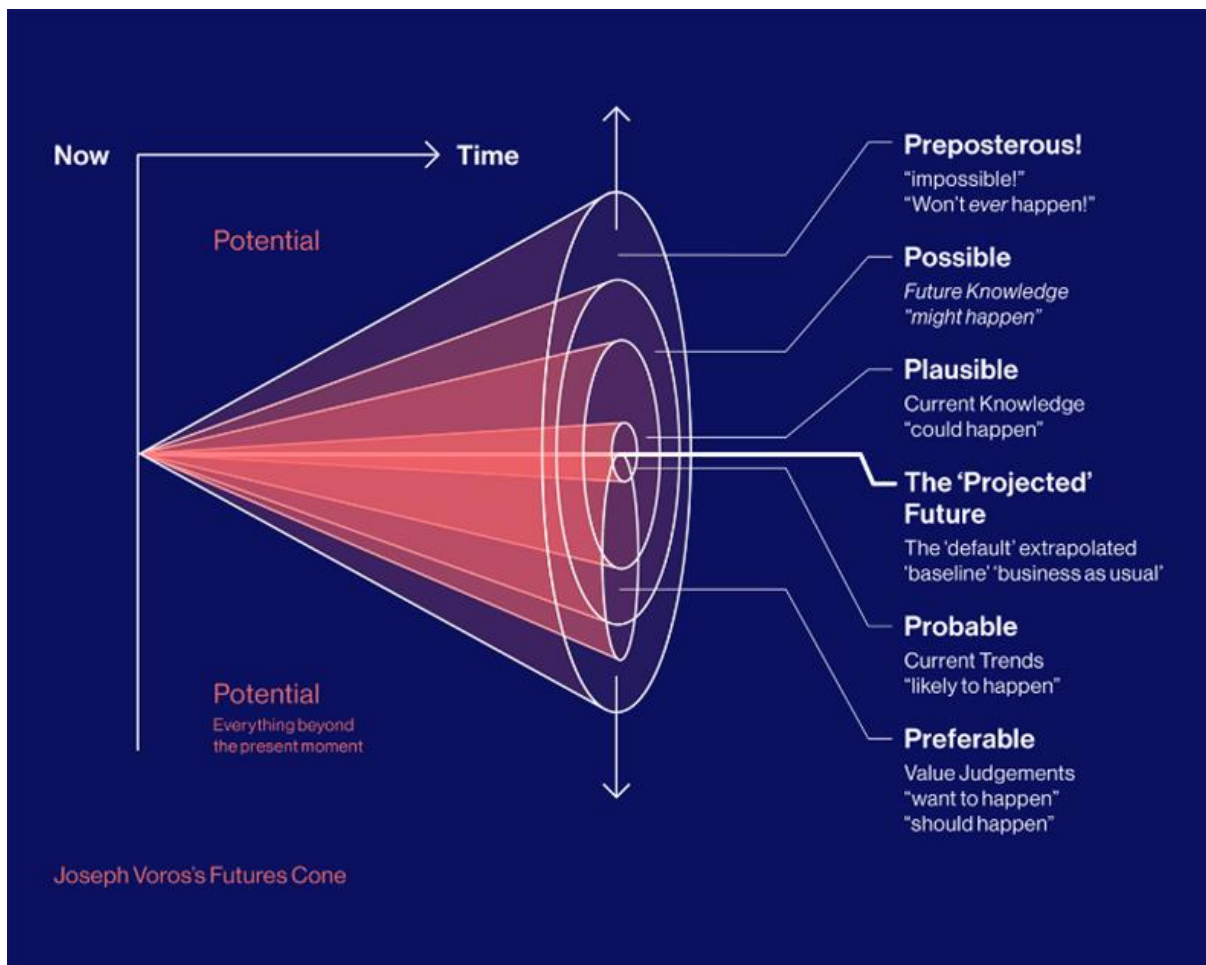 Now
Time
Potential
Preposterous!
“impossible!”
“Won’t ever happen!”
Possible
Future Knowledge
”might happen”
Plausible
Current Knowledge
“could happen”
The ‘Projected’
Future
The ‘default’ extrapolated
‘baseline’ ‘business as usual’
Probable
Current Trends
“likely to happen”
Preferable
Value Judgements
“want to happen”
“should happen”
Potential
Everything beyond
the present moment
Joseph Voros’s Futures Cone